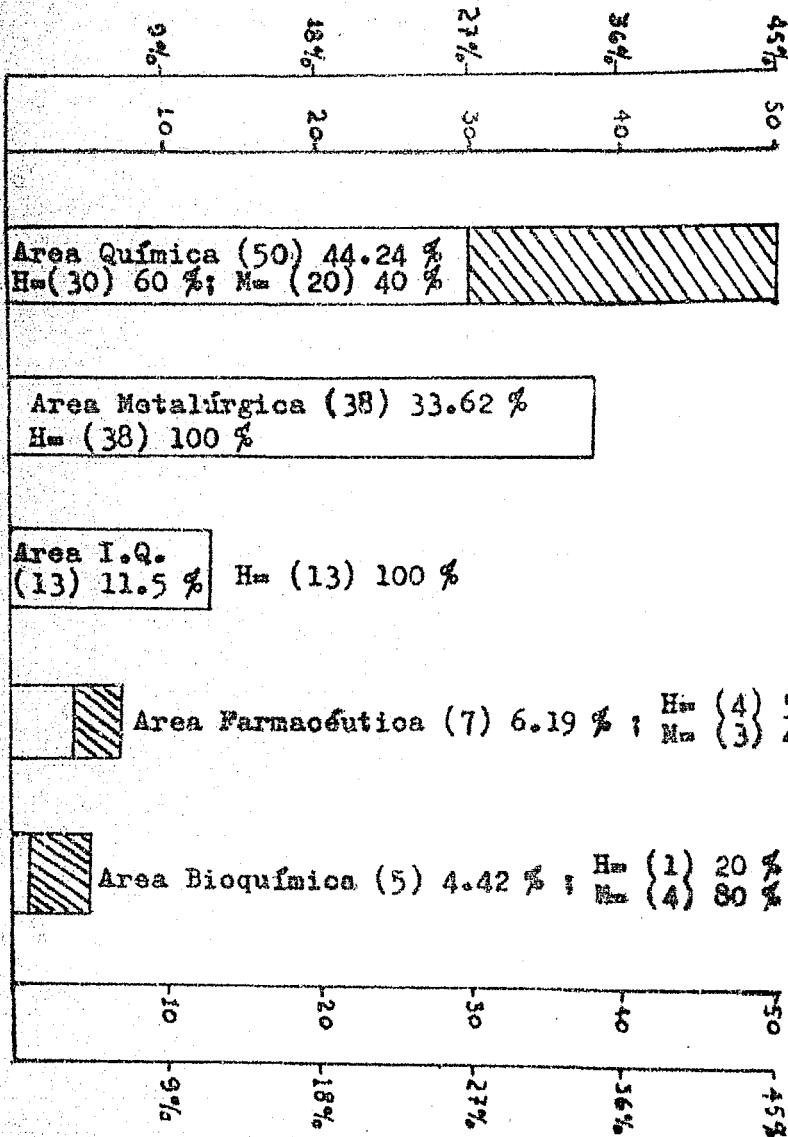 9% 18% 27% 36% 45%
10 20 30 40 50
Area Química (50) 44.24 %
H=(30) 60 %; M= (20) 40 %
Area Metalúrgica (38) 33.62 %
H= (38) 100 %
Area I.Q.
(13) 11.5 % H= (13) 100 %
Area Farmacéutica (7) 6.19 % ; H= (4)
M= (3)
Area Bioquímica (5) 4.42 % ; H= (1) 20 %
M= (4) 80 %
10 20 30 40 50
9% 18% 27% 36% 45%